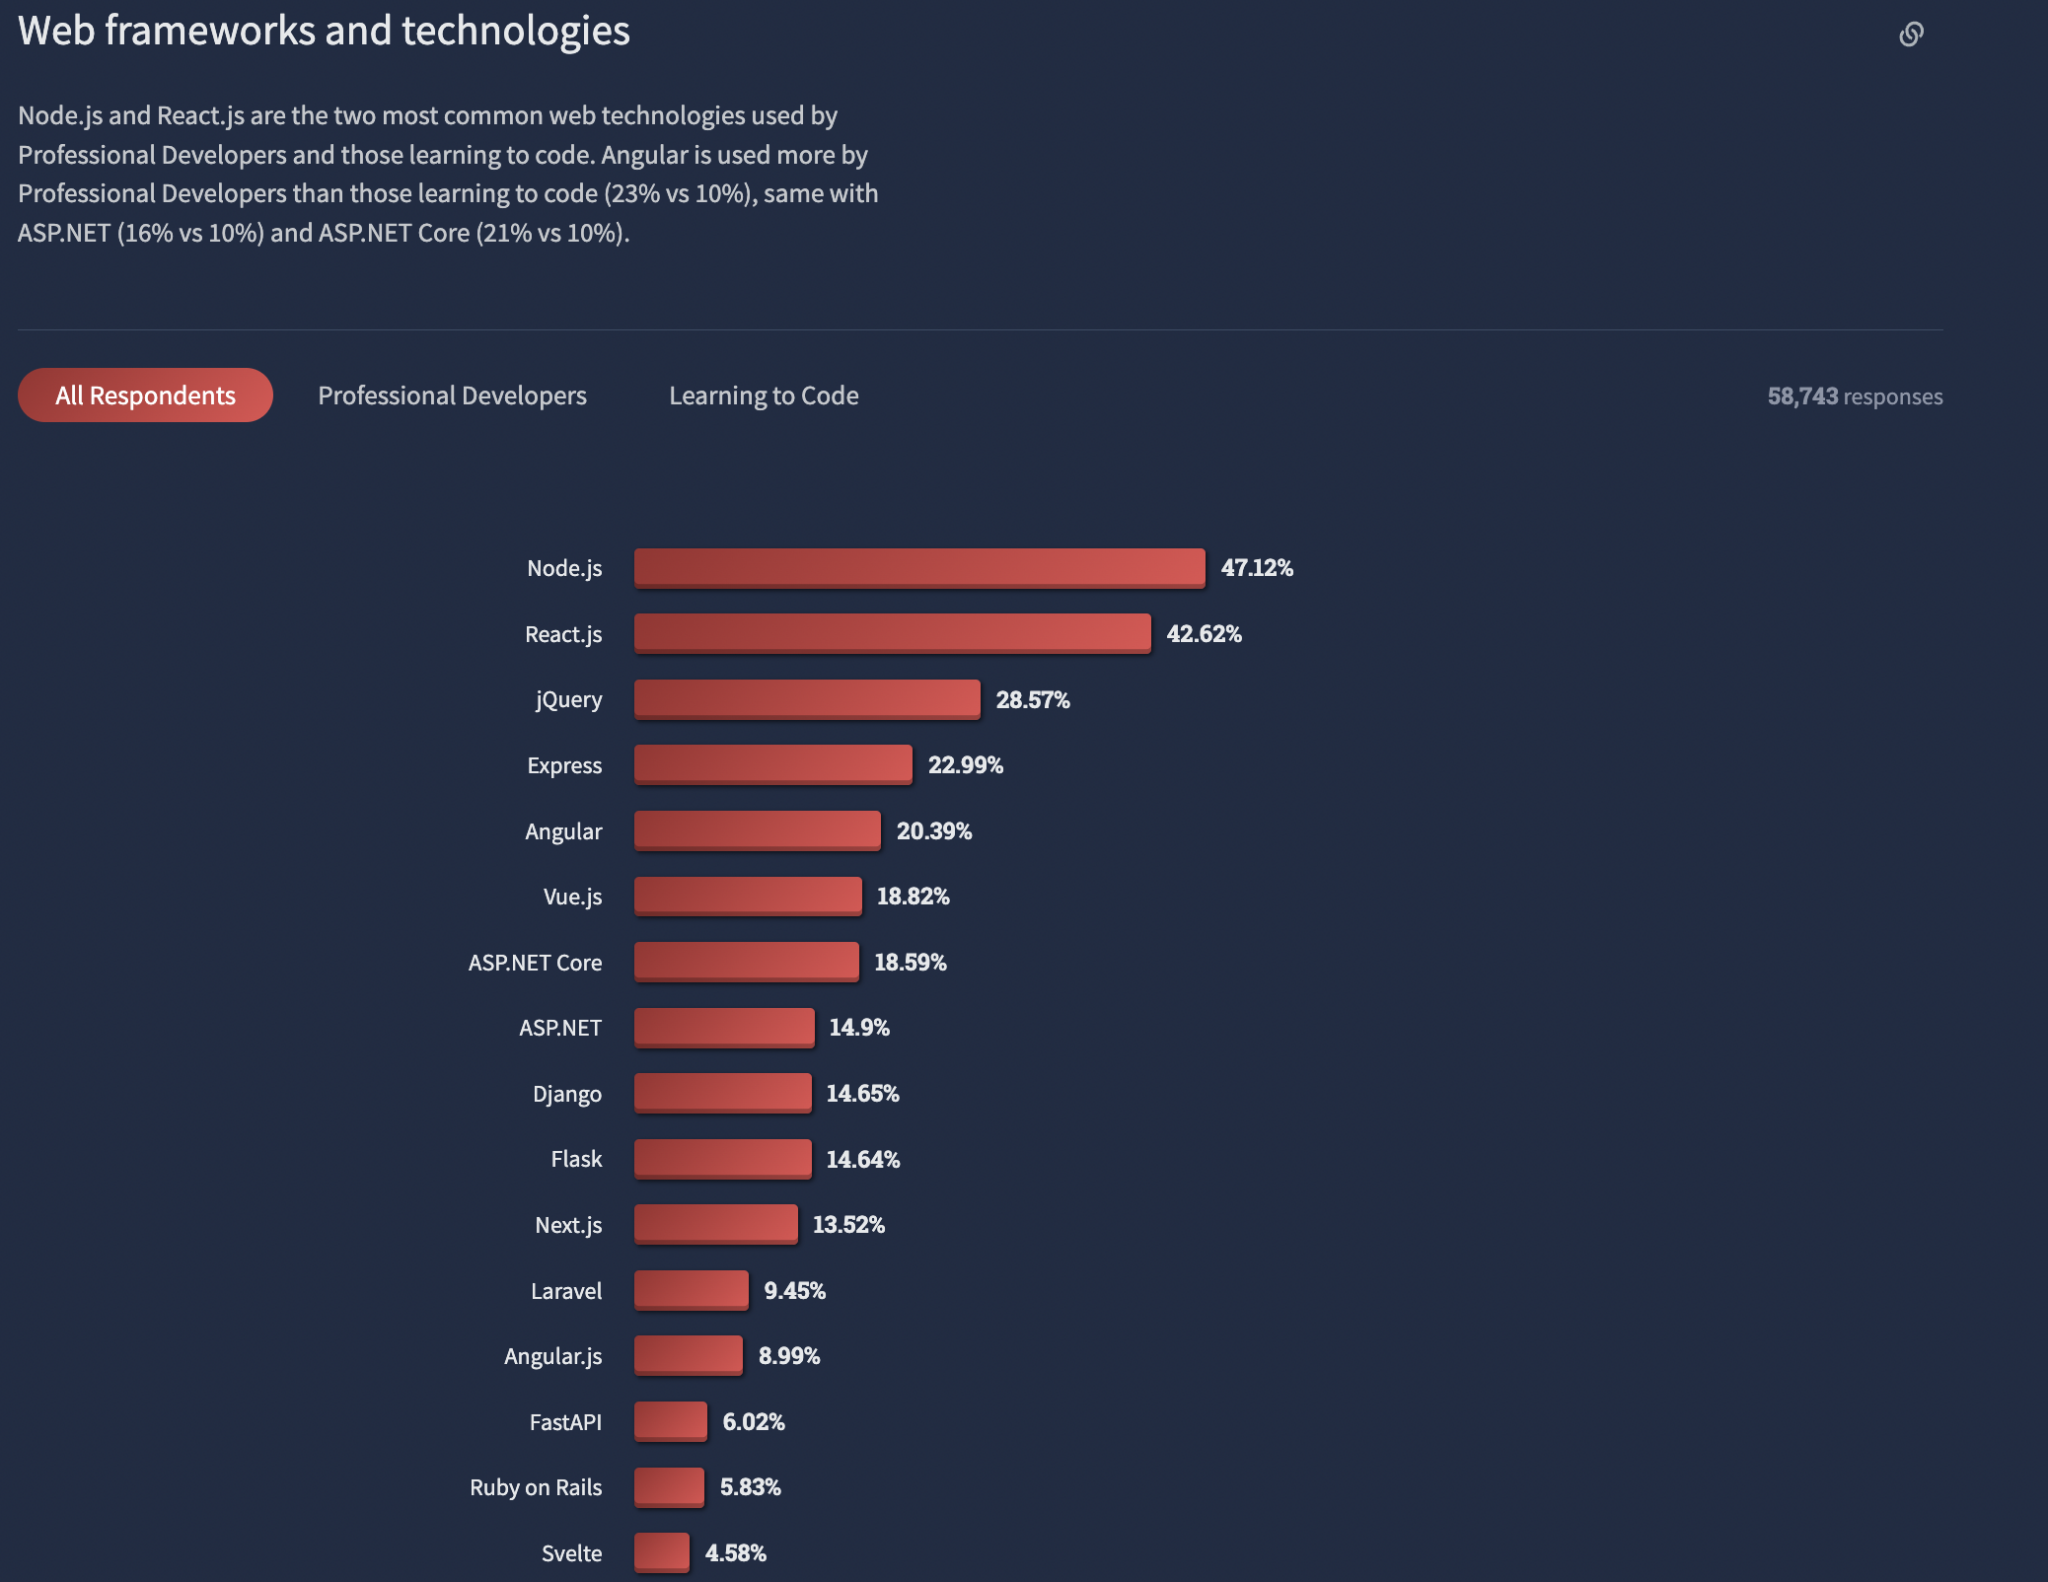 Web frameworks and technologies
Node.js and React.js are the two most common web technologies used by
Professional Developers and those learning to code. Angular is used more by
Professional Developers than those learning to code (23% vs 10%), same with
ASP.NET (16% vs 10%) and ASP.NET Core (21% vs 10%).
All Respondents Professional Developers Learning to Code 58,743 responses
Node.js 47.12%
React.js 42.62%
jQuery 28.57%
Express 22.99%
Angular 20.39%
Vue.js 18.82%
ASP.NET Core 18.59%
ASP.NET 14.9%
Django 14.65%
Flask 14.64%
Next.js 13.52%
Laravel 9.45%
Angular.js 8.99%
FastAPI 6.02%
Ruby on Rails 5.83%
Svelte 4.58%